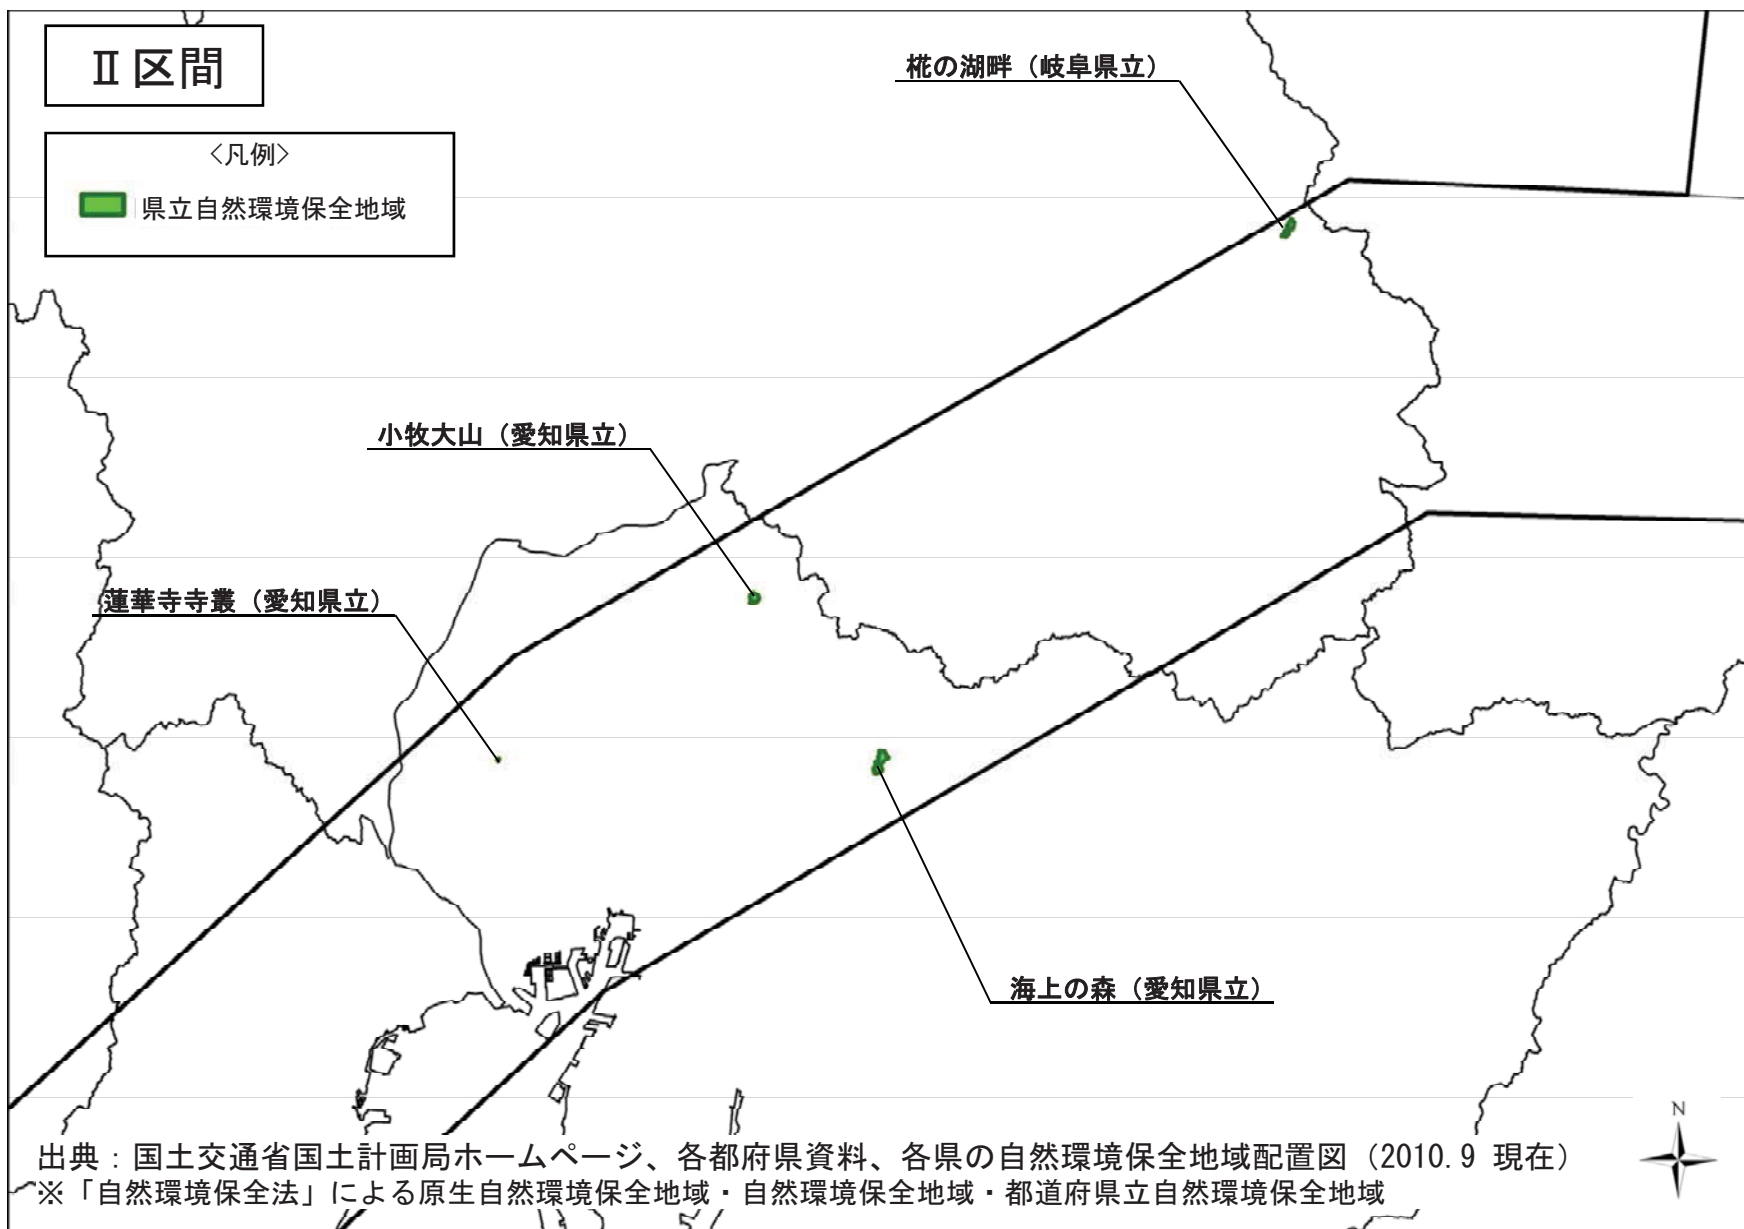 Ⅱ区間
椛の湖畔（岐阜県立）
<凡例>
県立自然環境保全地域
小牧大山（愛知県立）
蓮華寺寺叢（愛知県立）
海上の森（愛知県立）
N
出典：国土交通省国土計画局ホームページ、各都府県資料、各県の自然環境保全地域配置図（2010.9 現在）
※「自然環境保全法」による原生自然環境保全地域・自然環境保全地域・都道府県立自然環境保全地域